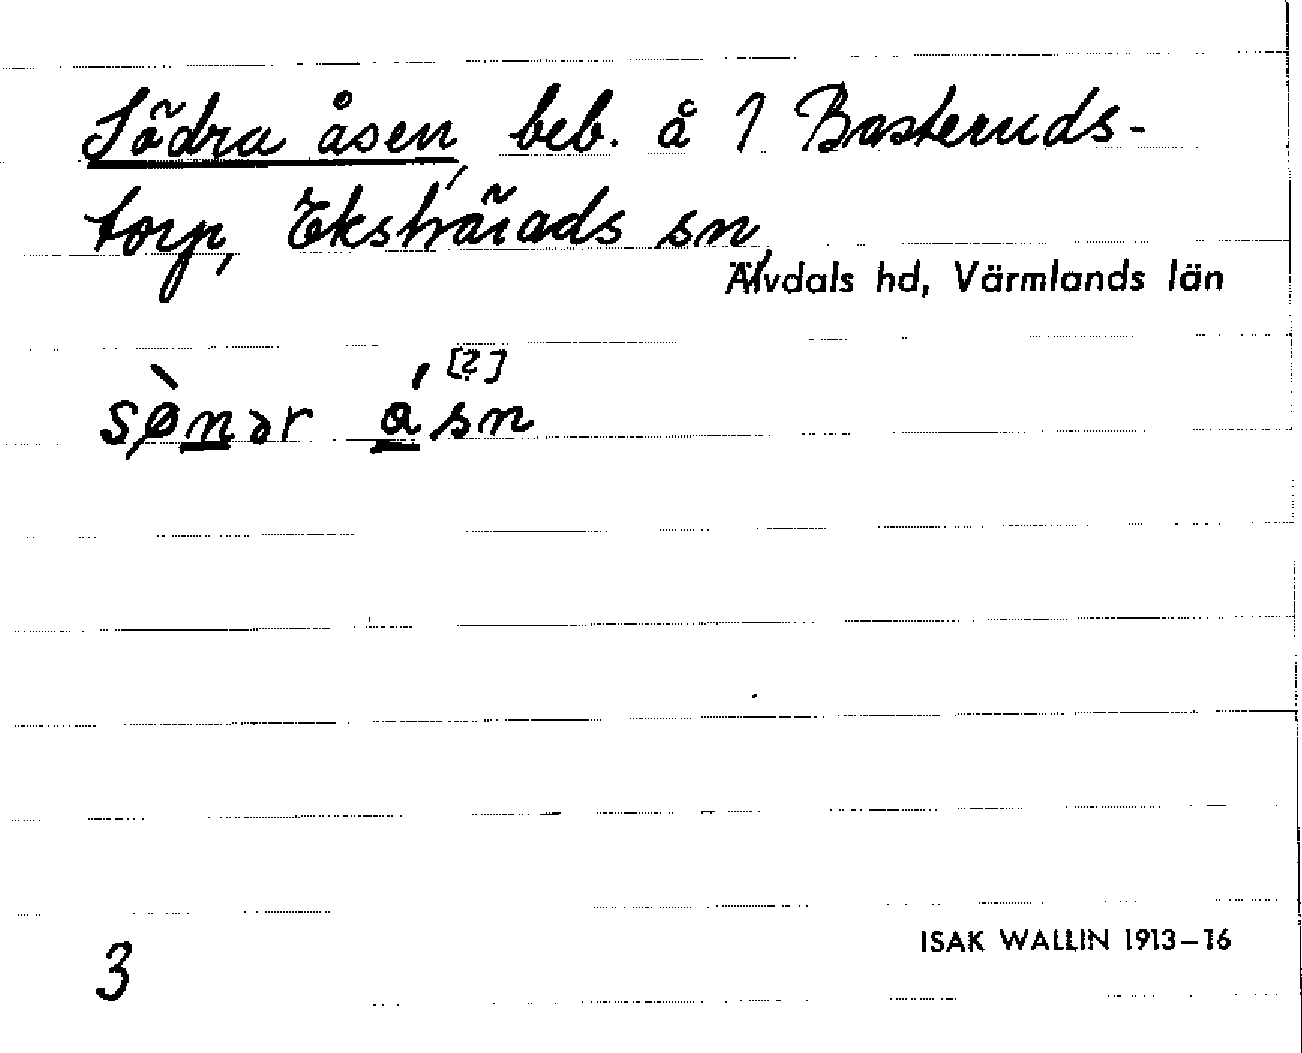 Södra åsen, beb. å 1 Basteruds-
torp, Ekshärads sn,
Älvdals hd, Värmlands län
sø̀nər ásn [?]
3
ISAK WALLIN 1913–16